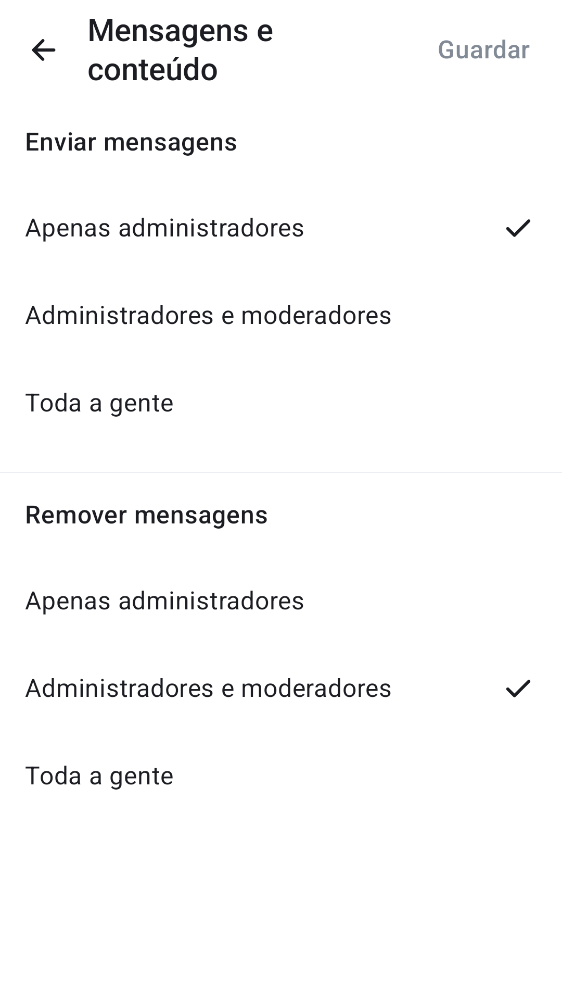 Mensagens e
conteúdo
Guardar
Enviar mensagens
Apenas administradores
Administradores e moderadores
Toda a gente
Remover mensagens
Apenas administradores
Administradores e moderadores
Toda a gente